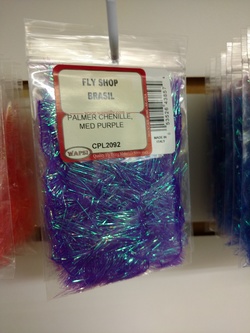 FLY SHOP
BRASIL
PALMER CHENILLE,
MED PURPLE
CPL2092
WAPSI